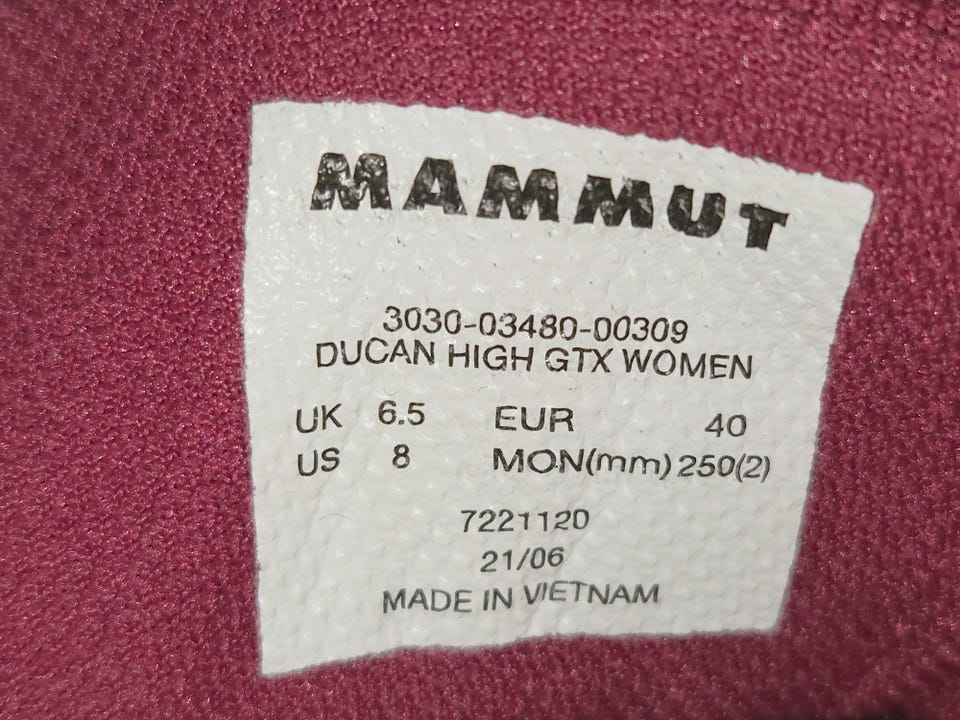 MAMMUT
3030-03480-00309
DUCAN HIGH GTX WOMEN
UK 6.5 EUR 40
US 8 MON(mm) 250(2)
7221120
21/06
MADE IN VIETNAM